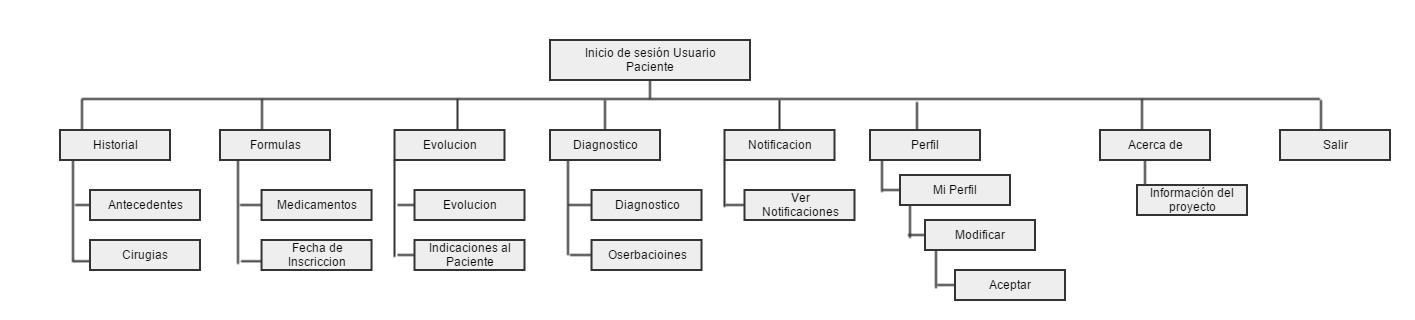 Inicio de sesión Usuario
Paciente
Historial
Formulas
Evolucion
Diagnostico
Notificacion
Perfil
Acerca de
Salir
Antecedentes
Cirugias
Medicamentos
Fecha de
Inscriccion
Evolucion
Indicaciones al
Paciente
Diagnostico
Oserbacioines
Ver
Notificaciones
Mi Perfil
Modificar
Aceptar
Información del
proyecto